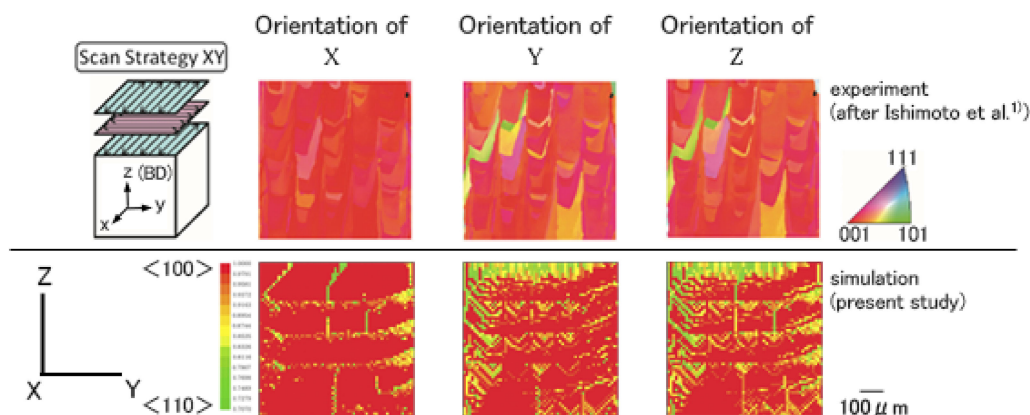 Scan Strategy XY
Orientation of
X
Orientation of
Y
Orientation of
Z
z (BD)
y
x
experiment
(after Ishimoto et al.¹⁾)
111
001
101
Z
X
Y
<100>
<110>
simulation
(present study)
100μm